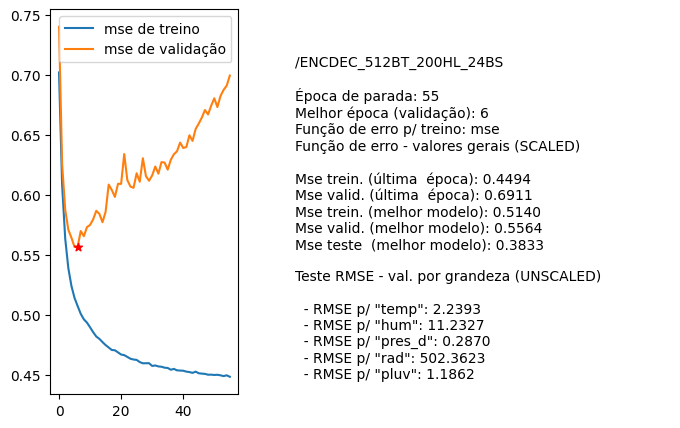 0.75
0.70
0.65
0.60
0.55
0.50
0.45
0
20
40
mse de treino
mse de validação
/ENCDEC_512BT_200HL_24BS
Época de parada: 55
Melhor época (validação): 6
Função de erro p/ treino: mse
Função de erro - valores gerais (SCALED)
Mse trein. (última  época): 0.4494
Mse valid. (última  época): 0.6911
Mse trein. (melhor modelo): 0.5140
Mse valid. (melhor modelo): 0.5564
Mse teste  (melhor modelo): 0.3833
Teste RMSE - val. por grandeza (UNSCALED)
- RMSE p/ "temp": 2.2393
- RMSE p/ "hum": 11.2327
- RMSE p/ "pres_d": 0.2870
- RMSE p/ "rad": 502.3623
- RMSE p/ "pluv": 1.1862